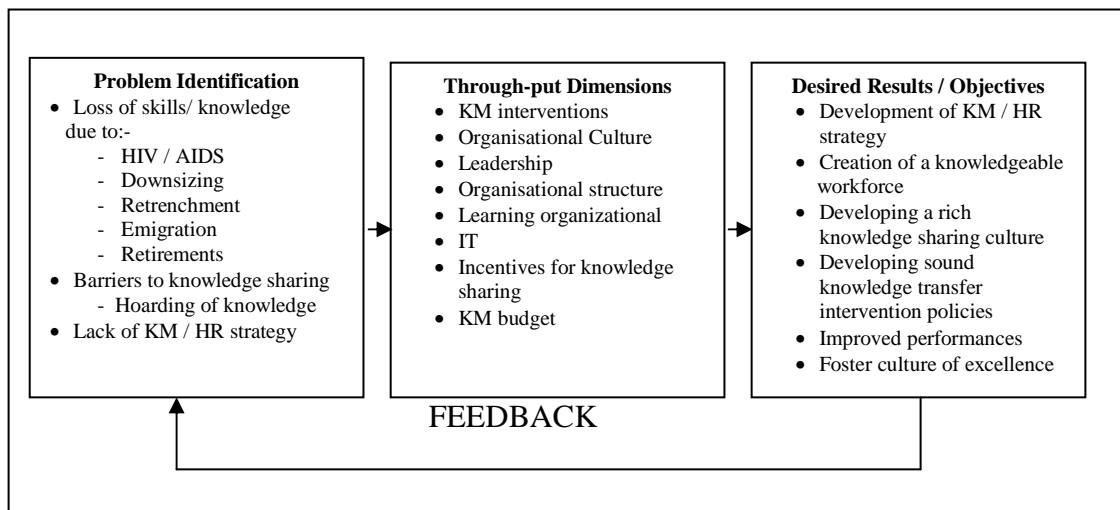 Problem Identification
• Loss of skills/ knowledge
due to:-
- HIV / AIDS
- Downsizing
- Retrenchment
- Emigration
- Retirements
• Barriers to knowledge sharing
- Hoarding of knowledge
• Lack of KM / HR strategy
Through-put Dimensions
• KM interventions
• Organisational Culture
• Leadership
• Organisational structure
• Learning organizational
• IT
• Incentives for knowledge
sharing
• KM budget
Desired Results / Objectives
• Development of KM / HR
strategy
• Creation of a knowledgeable
workforce
• Developing a rich
knowledge sharing culture
• Developing sound
knowledge transfer
intervention policies
• Improved performances
• Foster culture of excellence
FEEDBACK